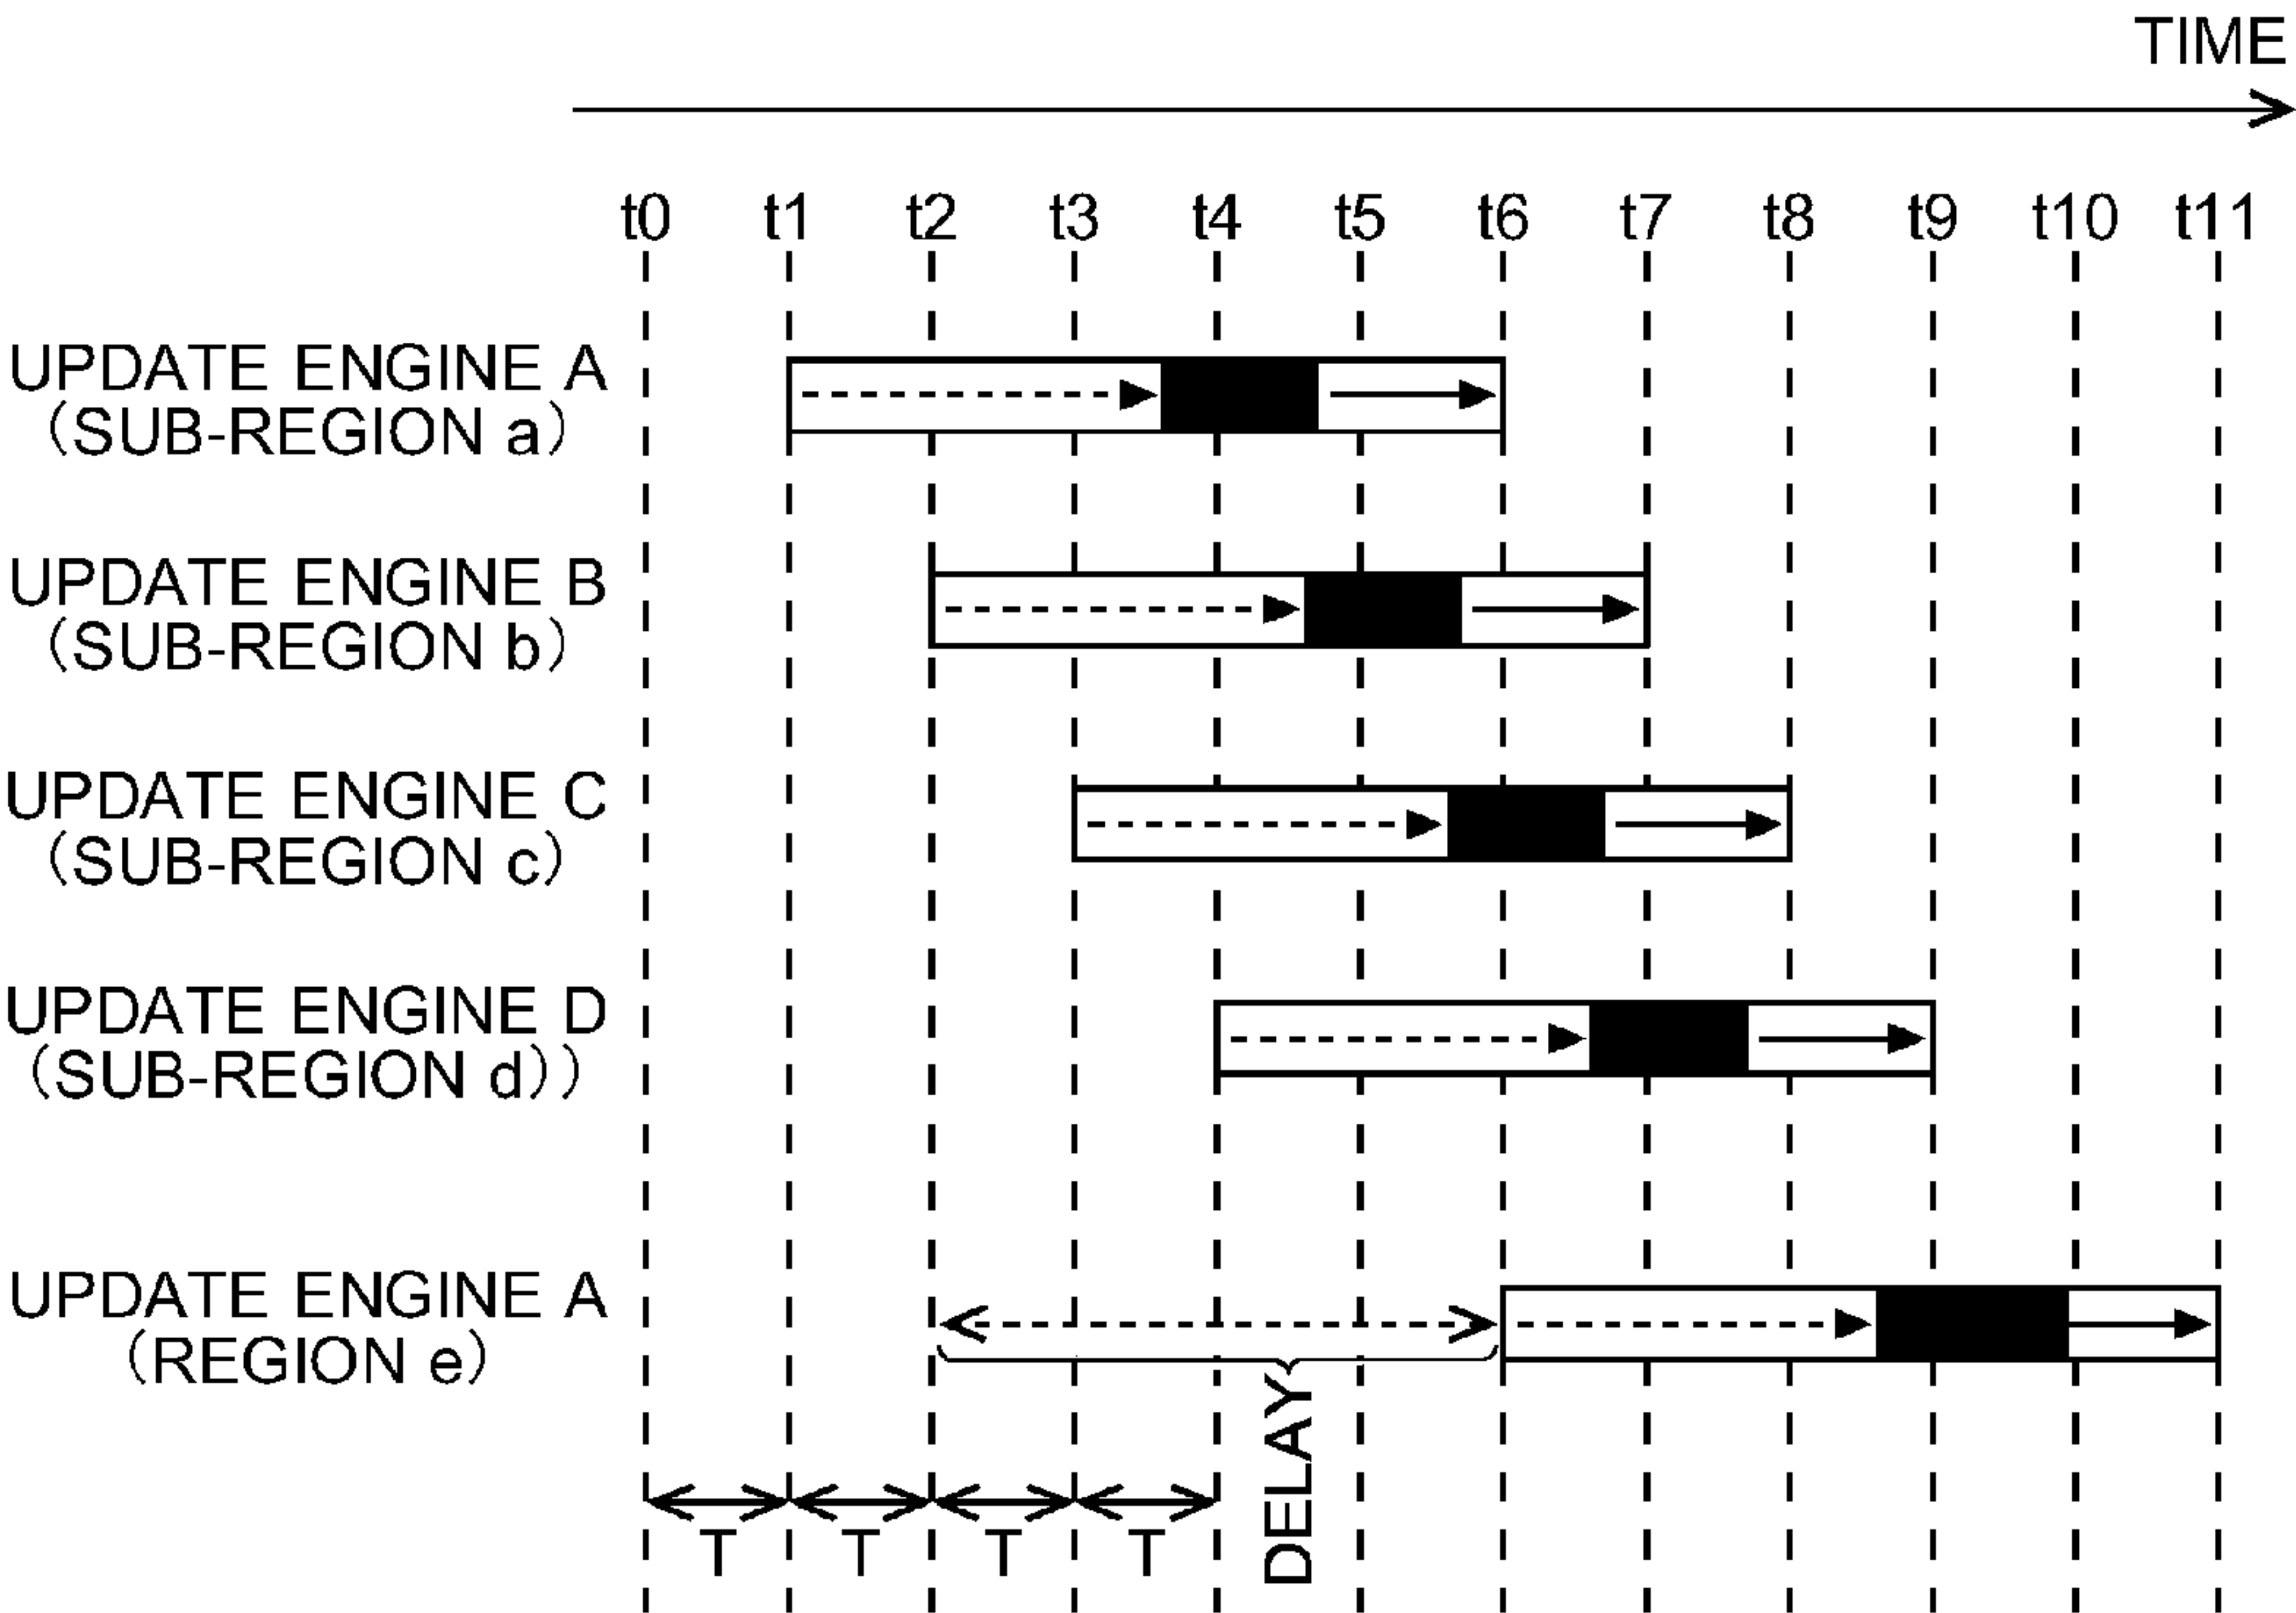 TIME
t0 t1 t2 t3 t4 t5 t6 t7 t8 t9 t10 t11
UPDATE ENGINE A
(SUB-REGION a)
UPDATE ENGINE B
(SUB-REGION b)
UPDATE ENGINE C
(SUB-REGION c)
UPDATE ENGINE D
(SUB-REGION d))
UPDATE ENGINE A
(REGION e)
DELAY
T T T T